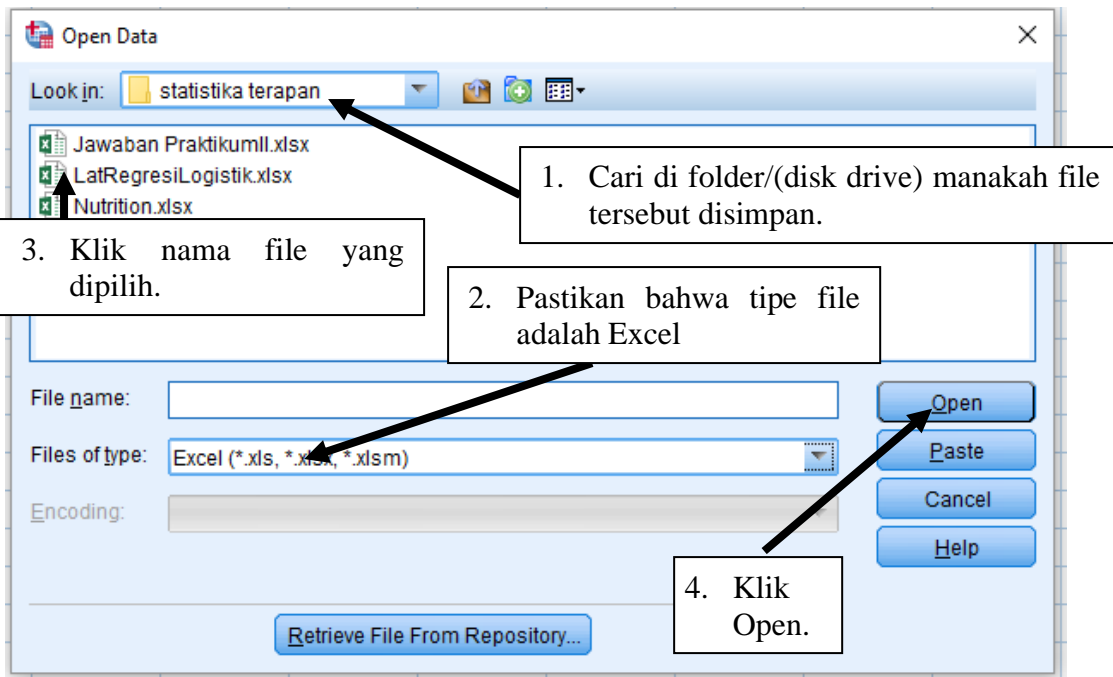 Open Data
Look in: statistika terapan
Jawaban PraktikumII.xlsx
LatRegresiLogistik.xlsx
Nutrition.xlsx
1. Cari di folder/(disk drive) manakah file
tersebut disimpan.
3. Klik nama file yang
dipilih.
2. Pastikan bahwa tipe file
adalah Excel
File name:
Open
Files of type: Excel (*.xls, *.xlsx, *.xlsm)
Paste
Encoding:
Cancel
Help
4. Klik
Open.
Retrieve File From Repository...